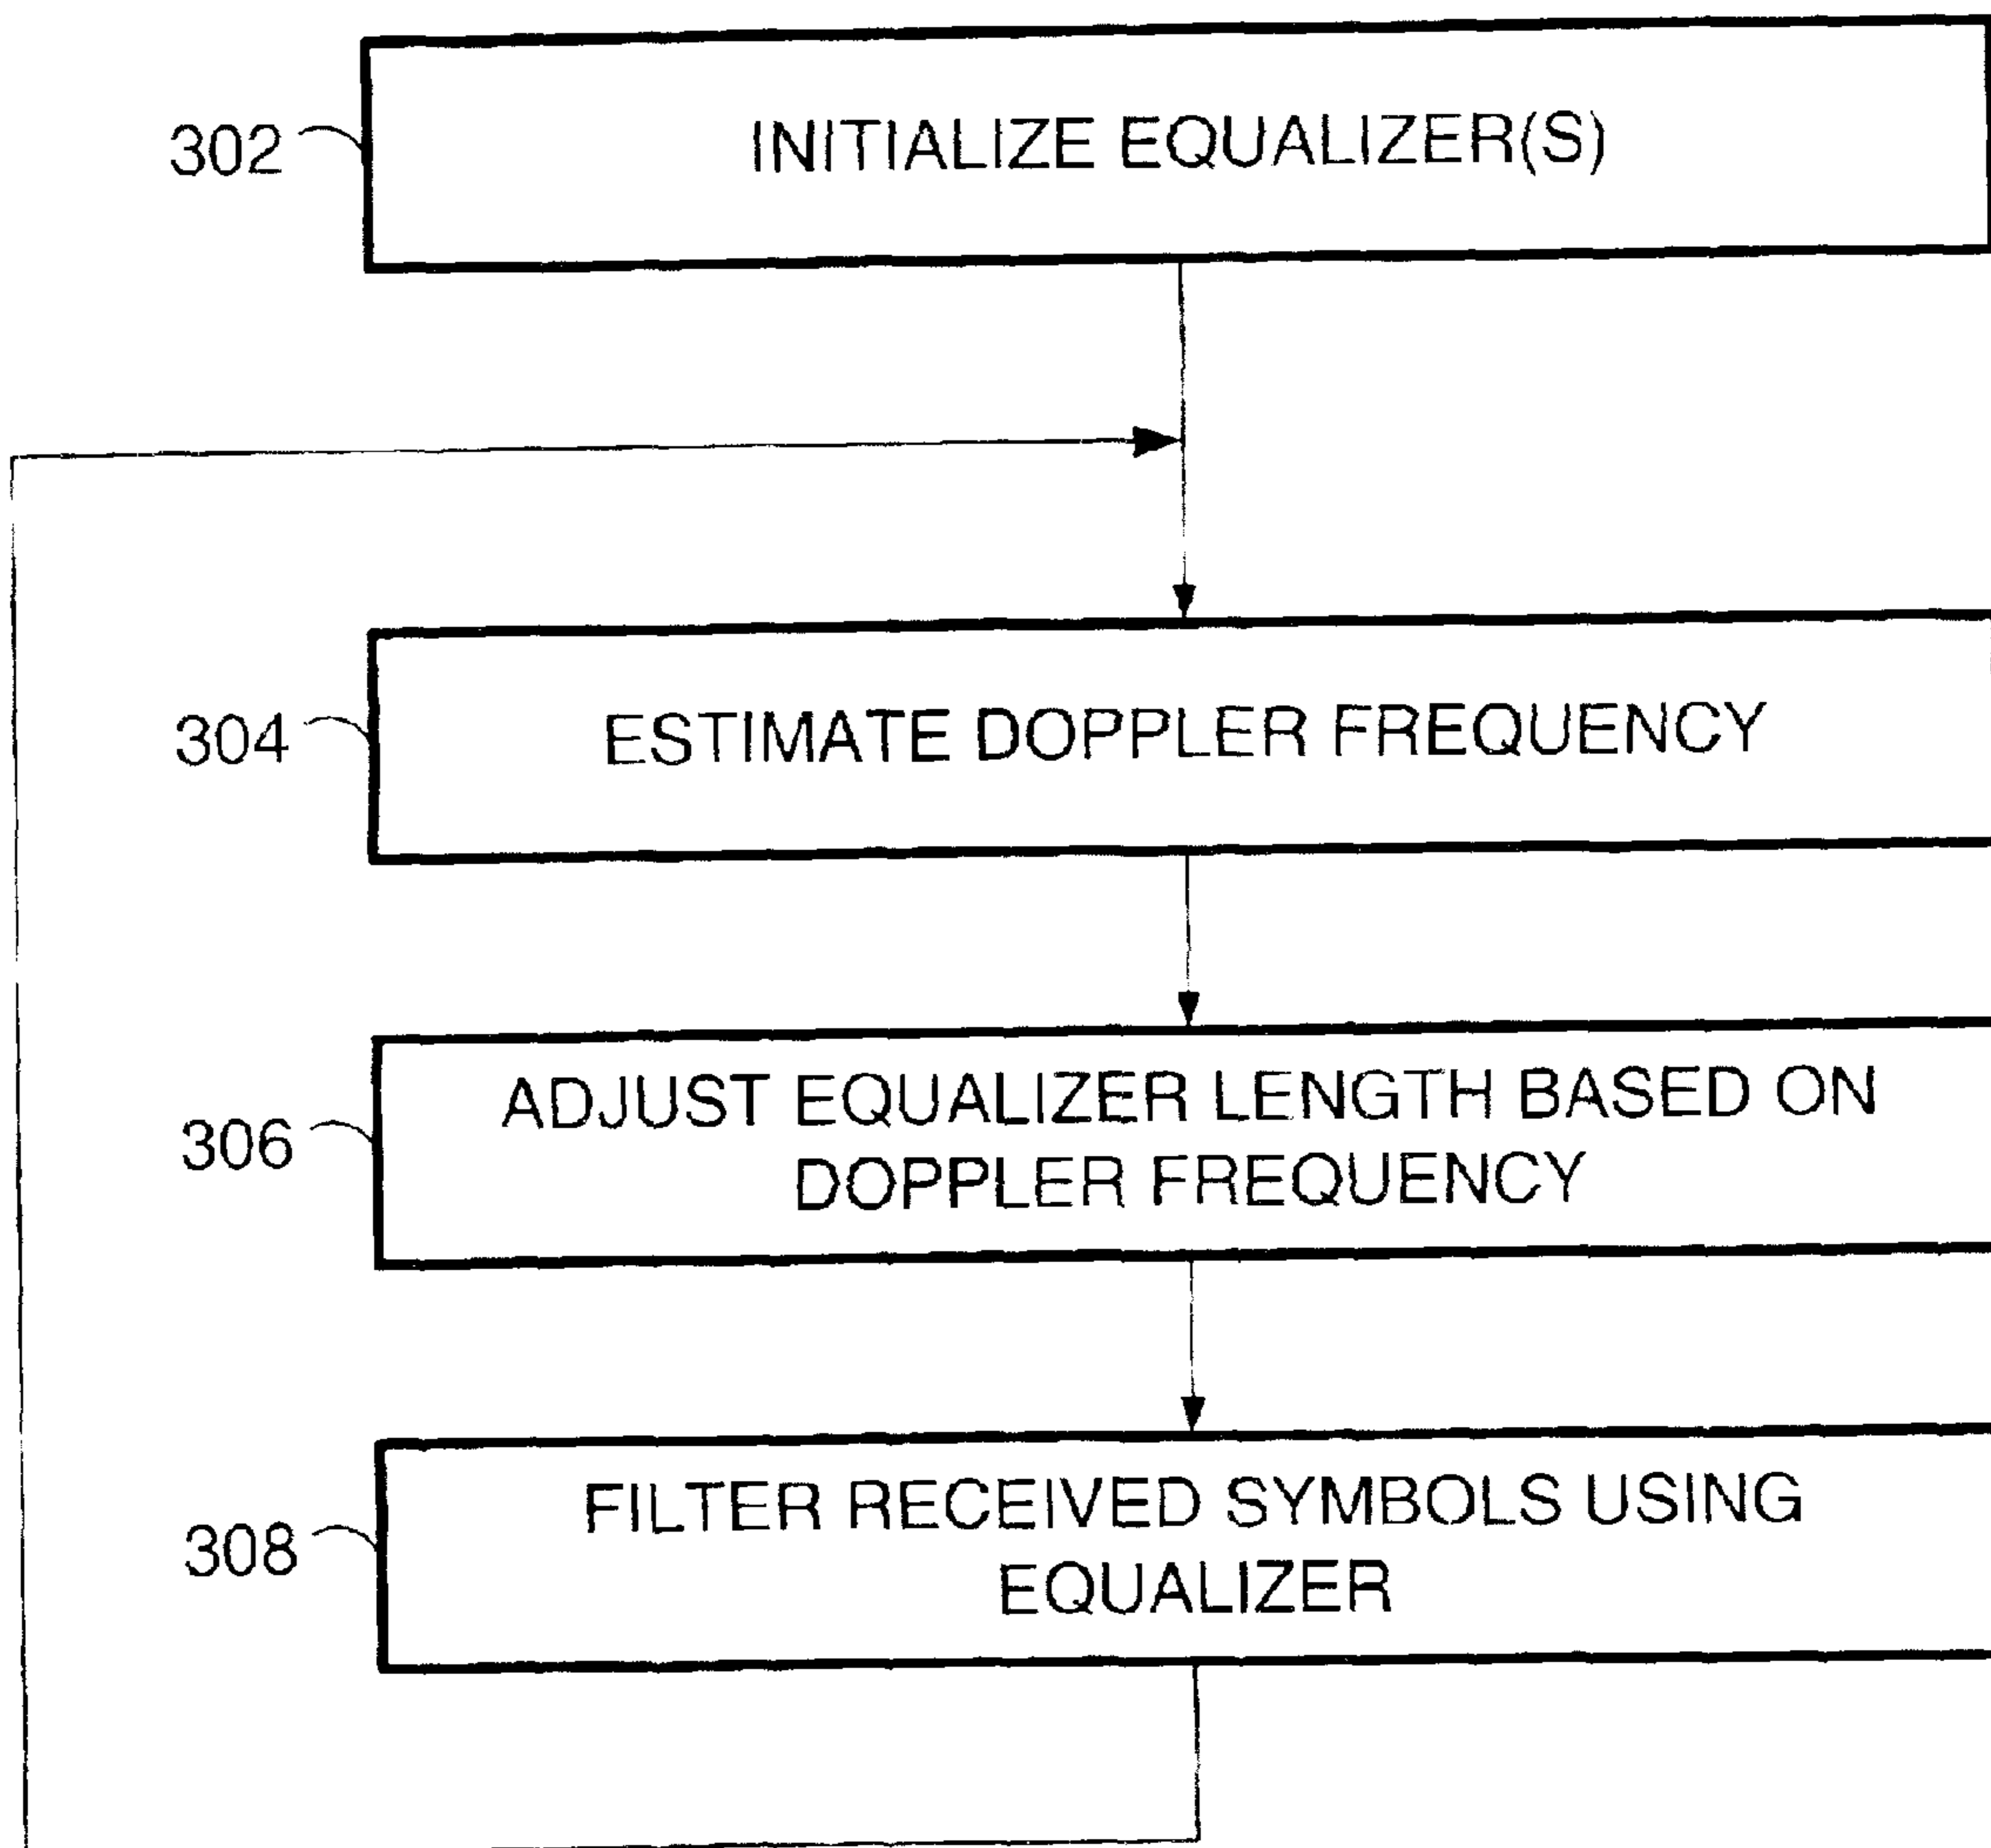 302
INITIALIZE EQUALIZER(S)
304
ESTIMATE DOPPLER FREQUENCY
306
ADJUST EQUALIZER LENGTH BASED ON
DOPPLER FREQUENCY
308
FILTER RECEIVED SYMBOLS USING
EQUALIZER